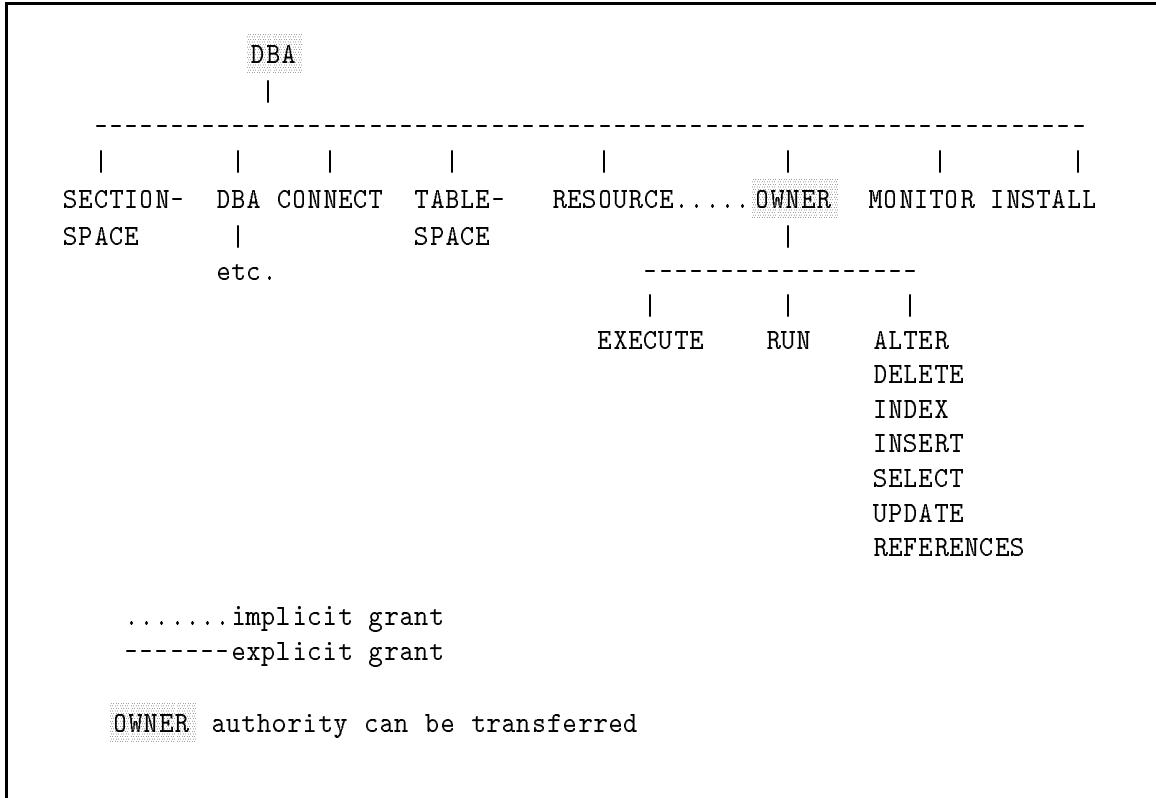 DBA
|
-----------------------------------------------------------------
| | | | | | | |
SECTION- DBA CONNECT TABLE- RESOURCE.....OWNER MONITOR INSTALL
SPACE | SPACE |
etc. ------------------
| | |
EXECUTE RUN ALTER
DELETE
INDEX
INSERT
SELECT
UPDATE
REFERENCES
.......implicit grant
-------explicit grant
OWNER authority can be transferred